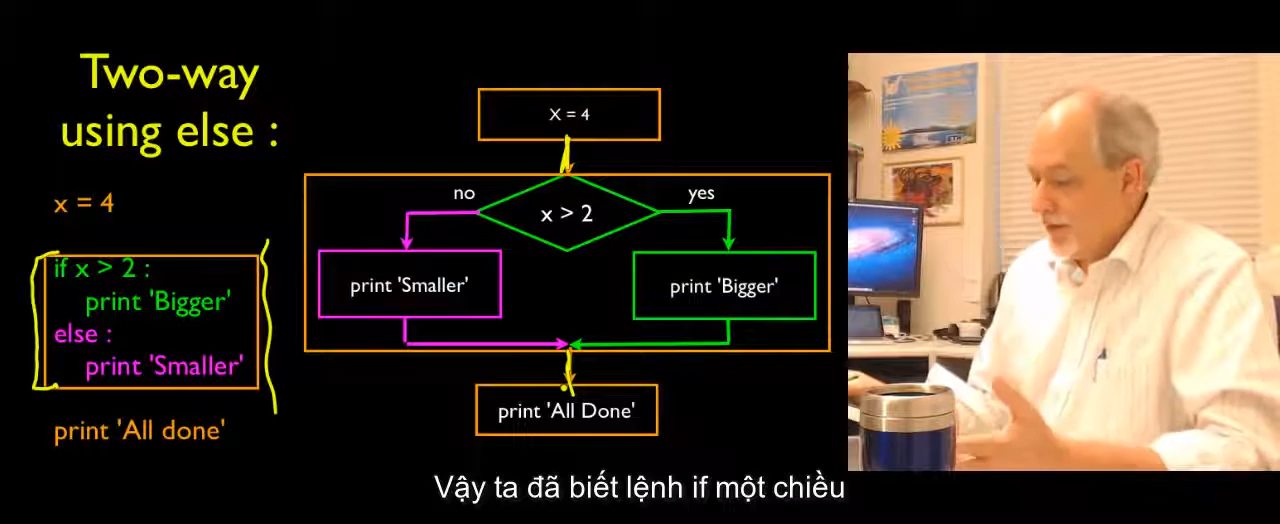 Two-way
using else :
x = 4
if x > 2 :
print 'Bigger'
else :
print 'Smaller'
print 'All done'
X = 4
no
yes
x > 2
print 'Smaller'
print 'Bigger'
print 'All Done'
Vậy ta đã biết lệnh if một chiều